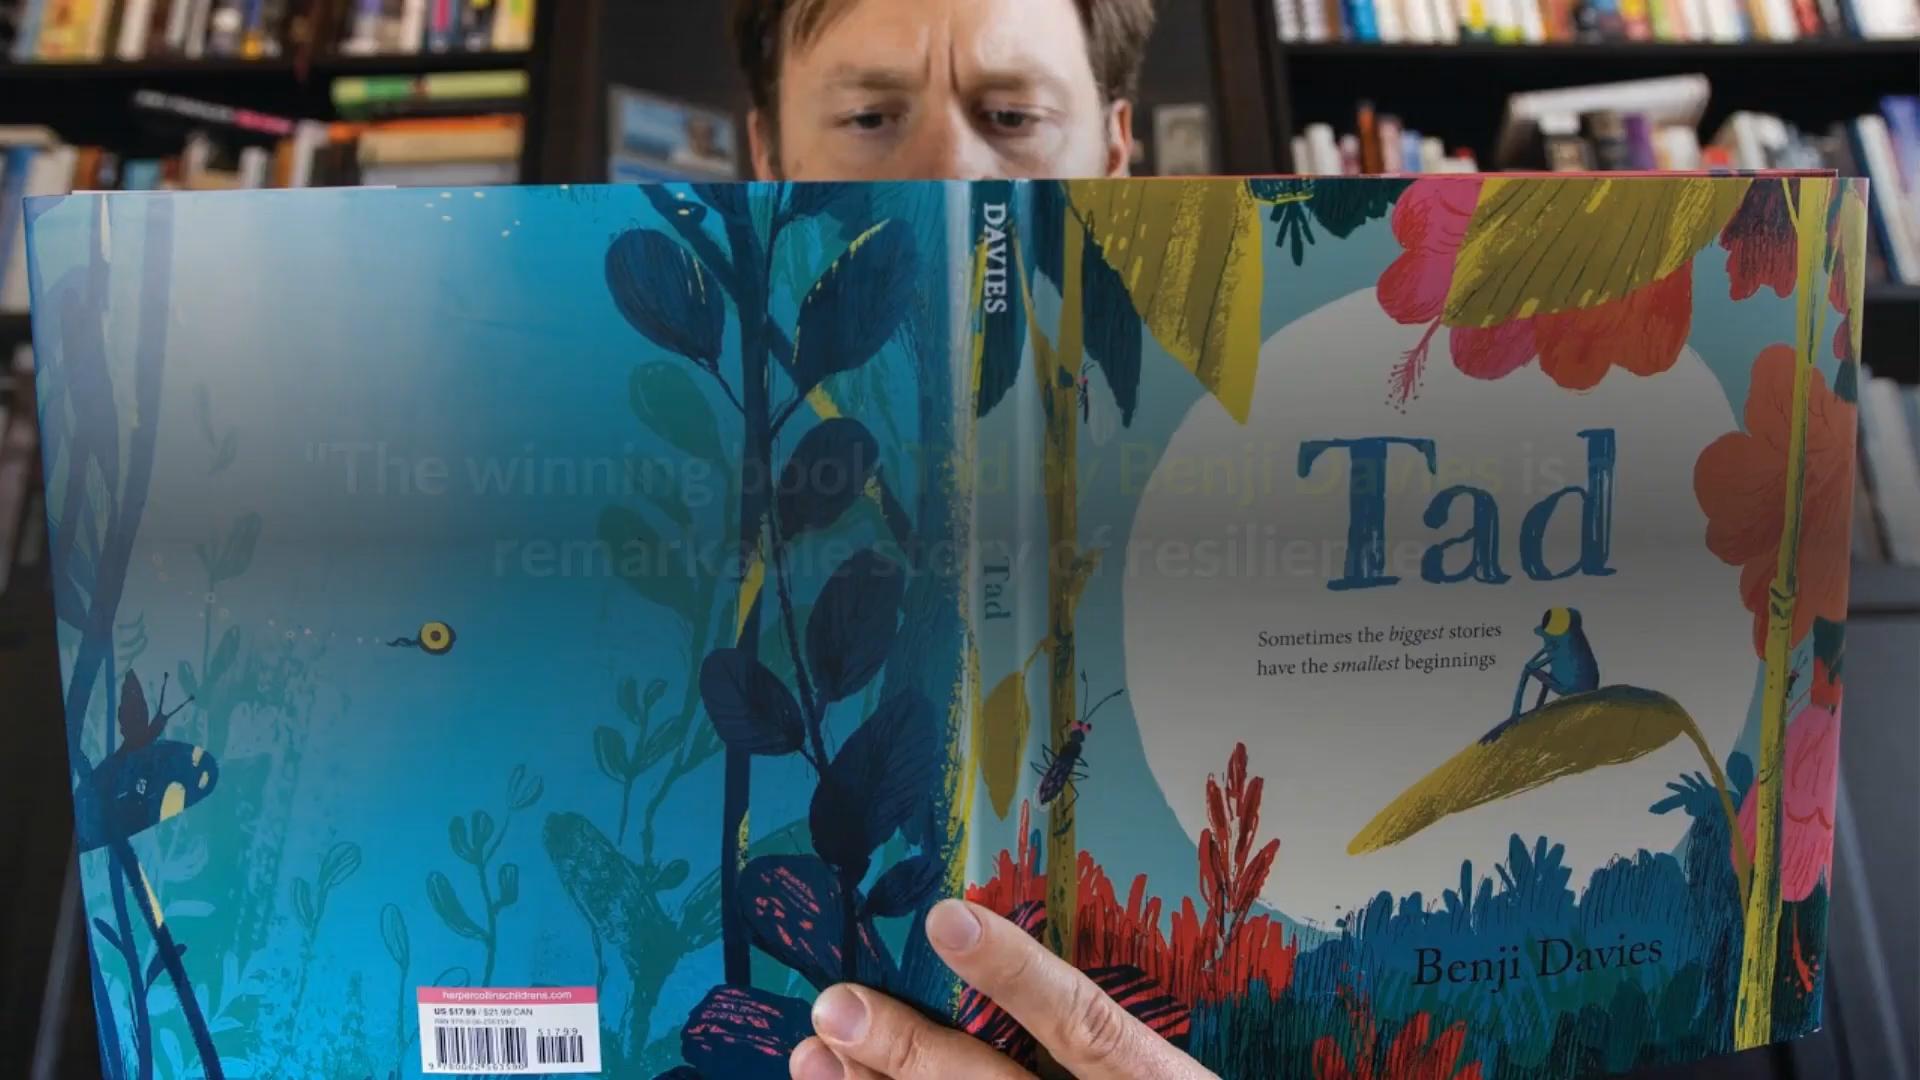 DAVIES
"The winning book Tad by Benji Davies is
remarkable story of resilience
Tad
Tad
Sometimes the biggest stories
have the smallest beginnings
Benji Davies
harpercollinschildrens.com
US $17.99 / $21.99 CAN
51799